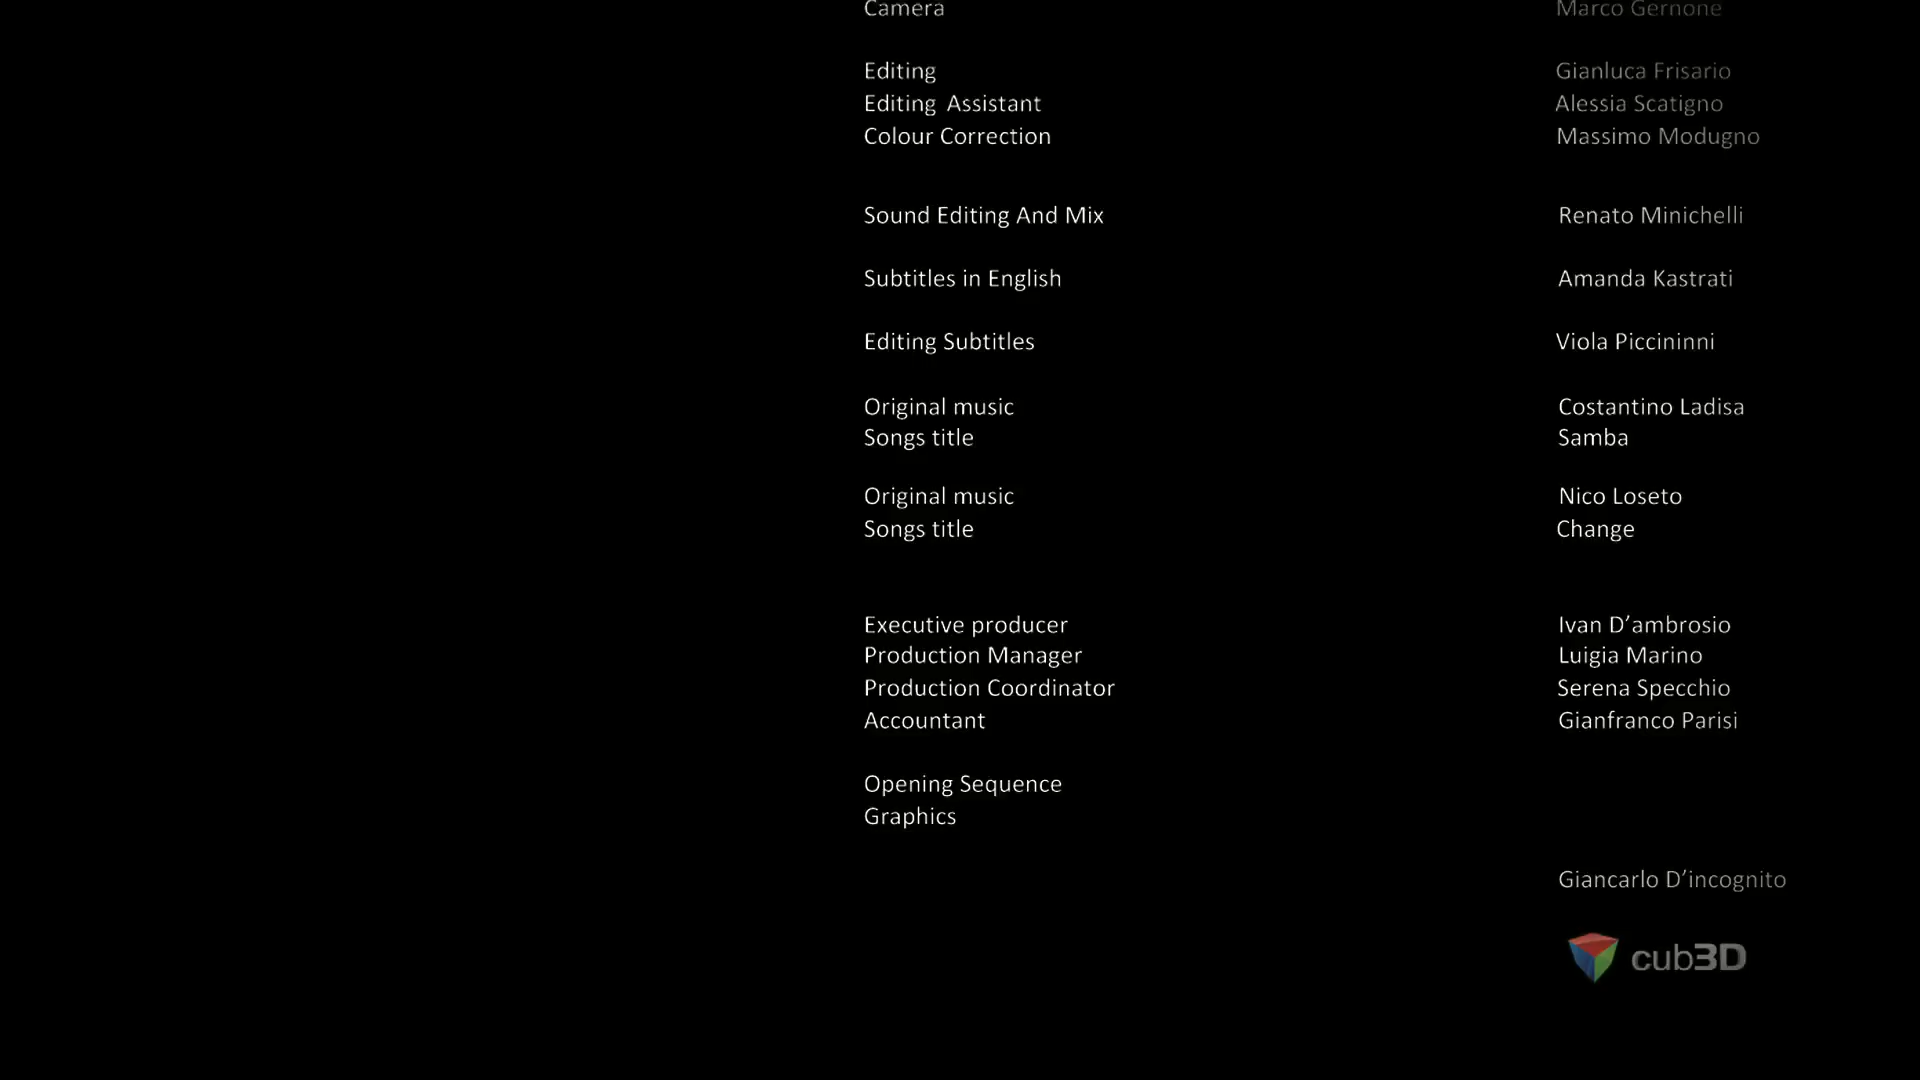 Camera Marco Gernone
Editing Gianluca Frisario
Editing Assistant Alessia Scatigno
Colour Correction Massimo Modugno
Sound Editing And Mix Renato Minichelli
Subtitles in English Amanda Kastrati
Editing Subtitles Viola Piccininni
Original music Costantino Ladisa
Songs title Samba
Original music Nico Loseto
Songs title Change
Executive producer Ivan D’ambrosio
Production Manager Luigia Marino
Production Coordinator Serena Specchio
Accountant Gianfranco Parisi
Opening Sequence
Graphics
Giancarlo D’incognito
cub3D